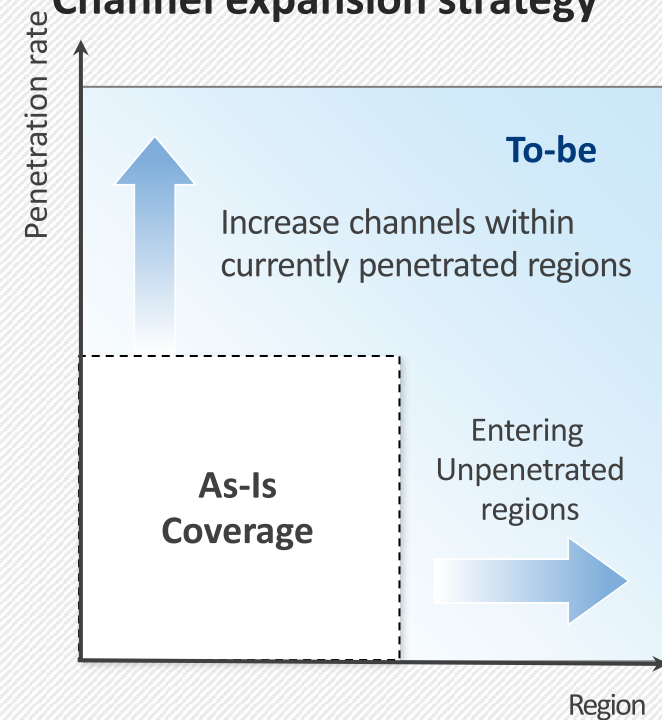 Channel expansion strategy
Penetration rate
To-be
Increase channels within
currently penetrated regions
Entering
Unpenetrated
regions
As-Is
Coverage
Region